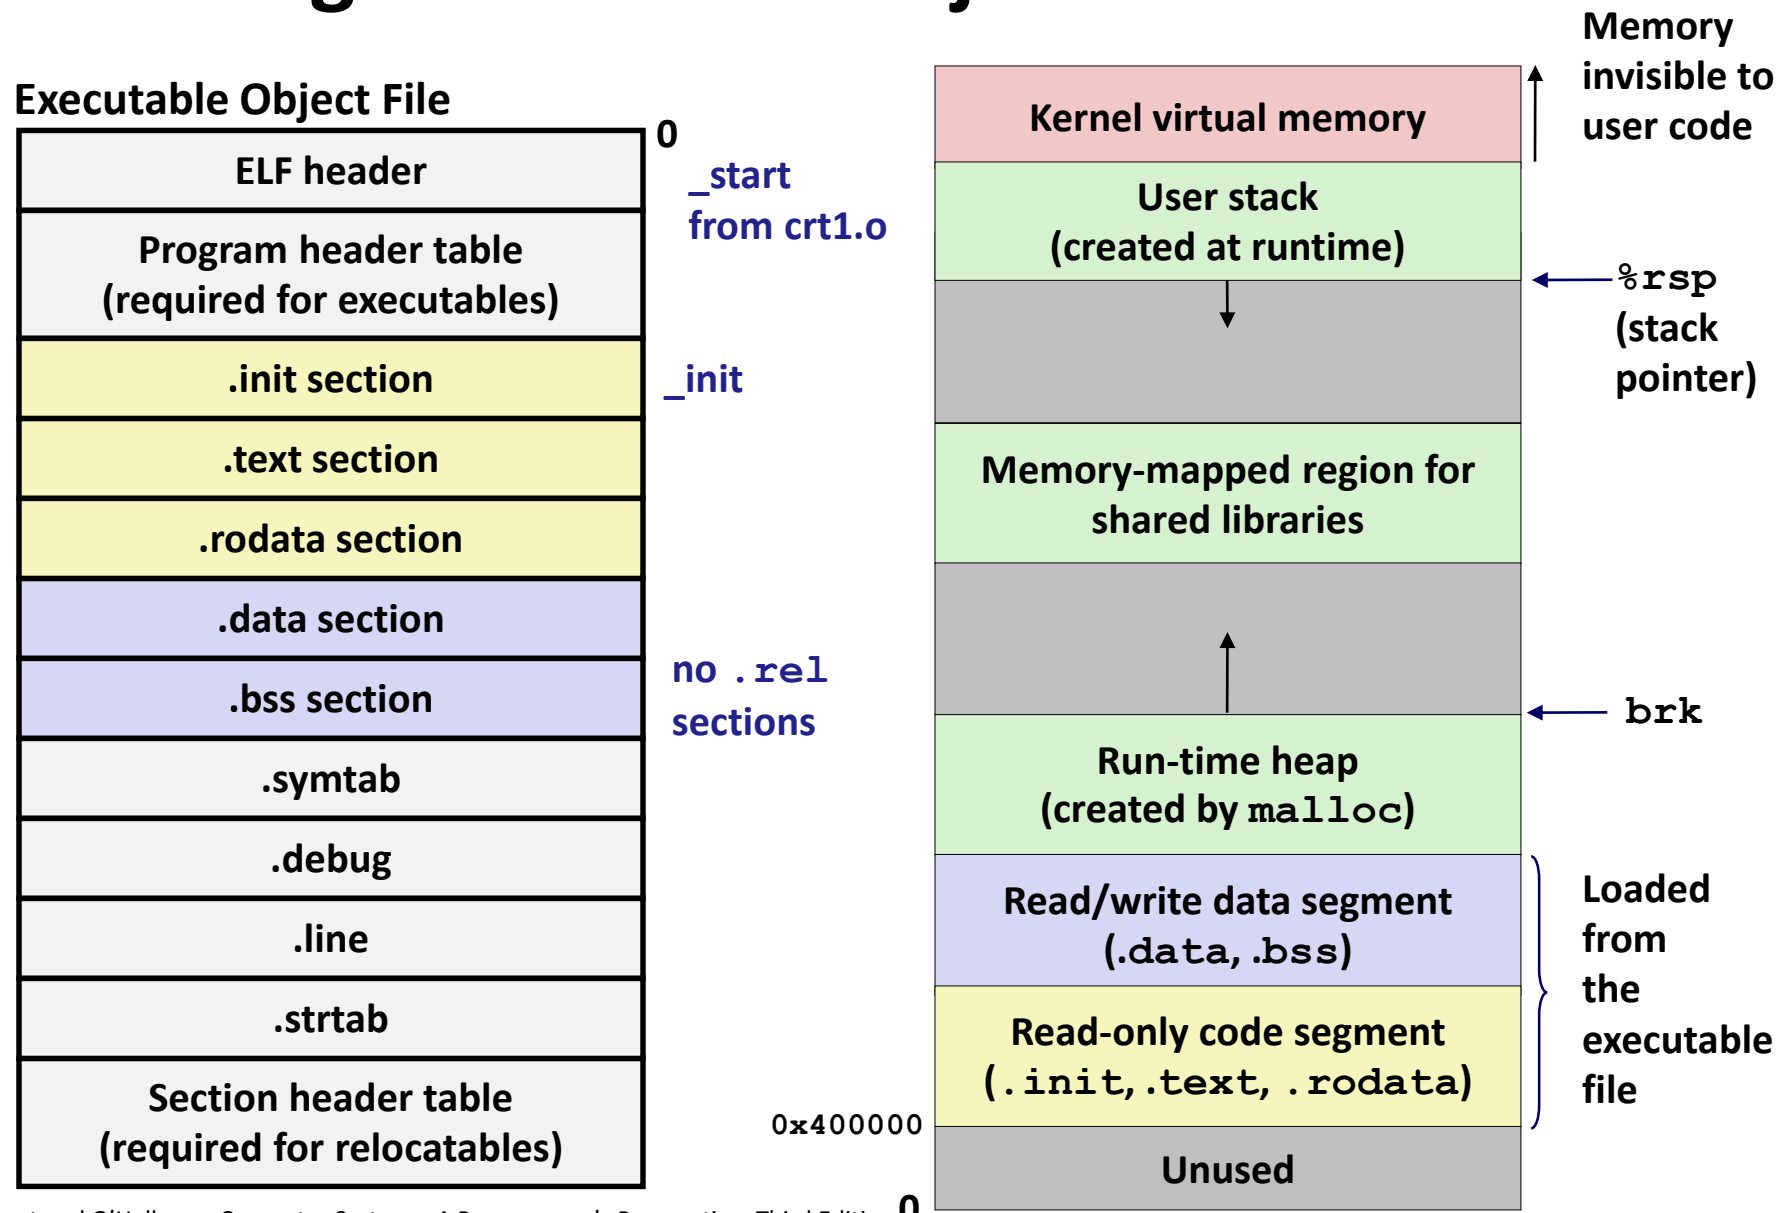 Executable Object File
0
ELF header
Program header table
(required for executables)
.init section
.text section
.rodata section
.data section
.bss section
.symtab
.debug
.line
.strtab
Section header table
(required for relocatables)
_start
from crt1.o
_init
no .rel
sections
Kernel virtual memory
User stack
(created at runtime)
Memory-mapped region for
shared libraries
Run-time heap
(created by malloc)
Read/write data segment
(.data, .bss)
Read-only code segment
(.init, .text, .rodata)
Unused
0x400000
0
Memory
invisible to
user code
%rsp
(stack
pointer)
brk
Loaded
from
the
executable
file